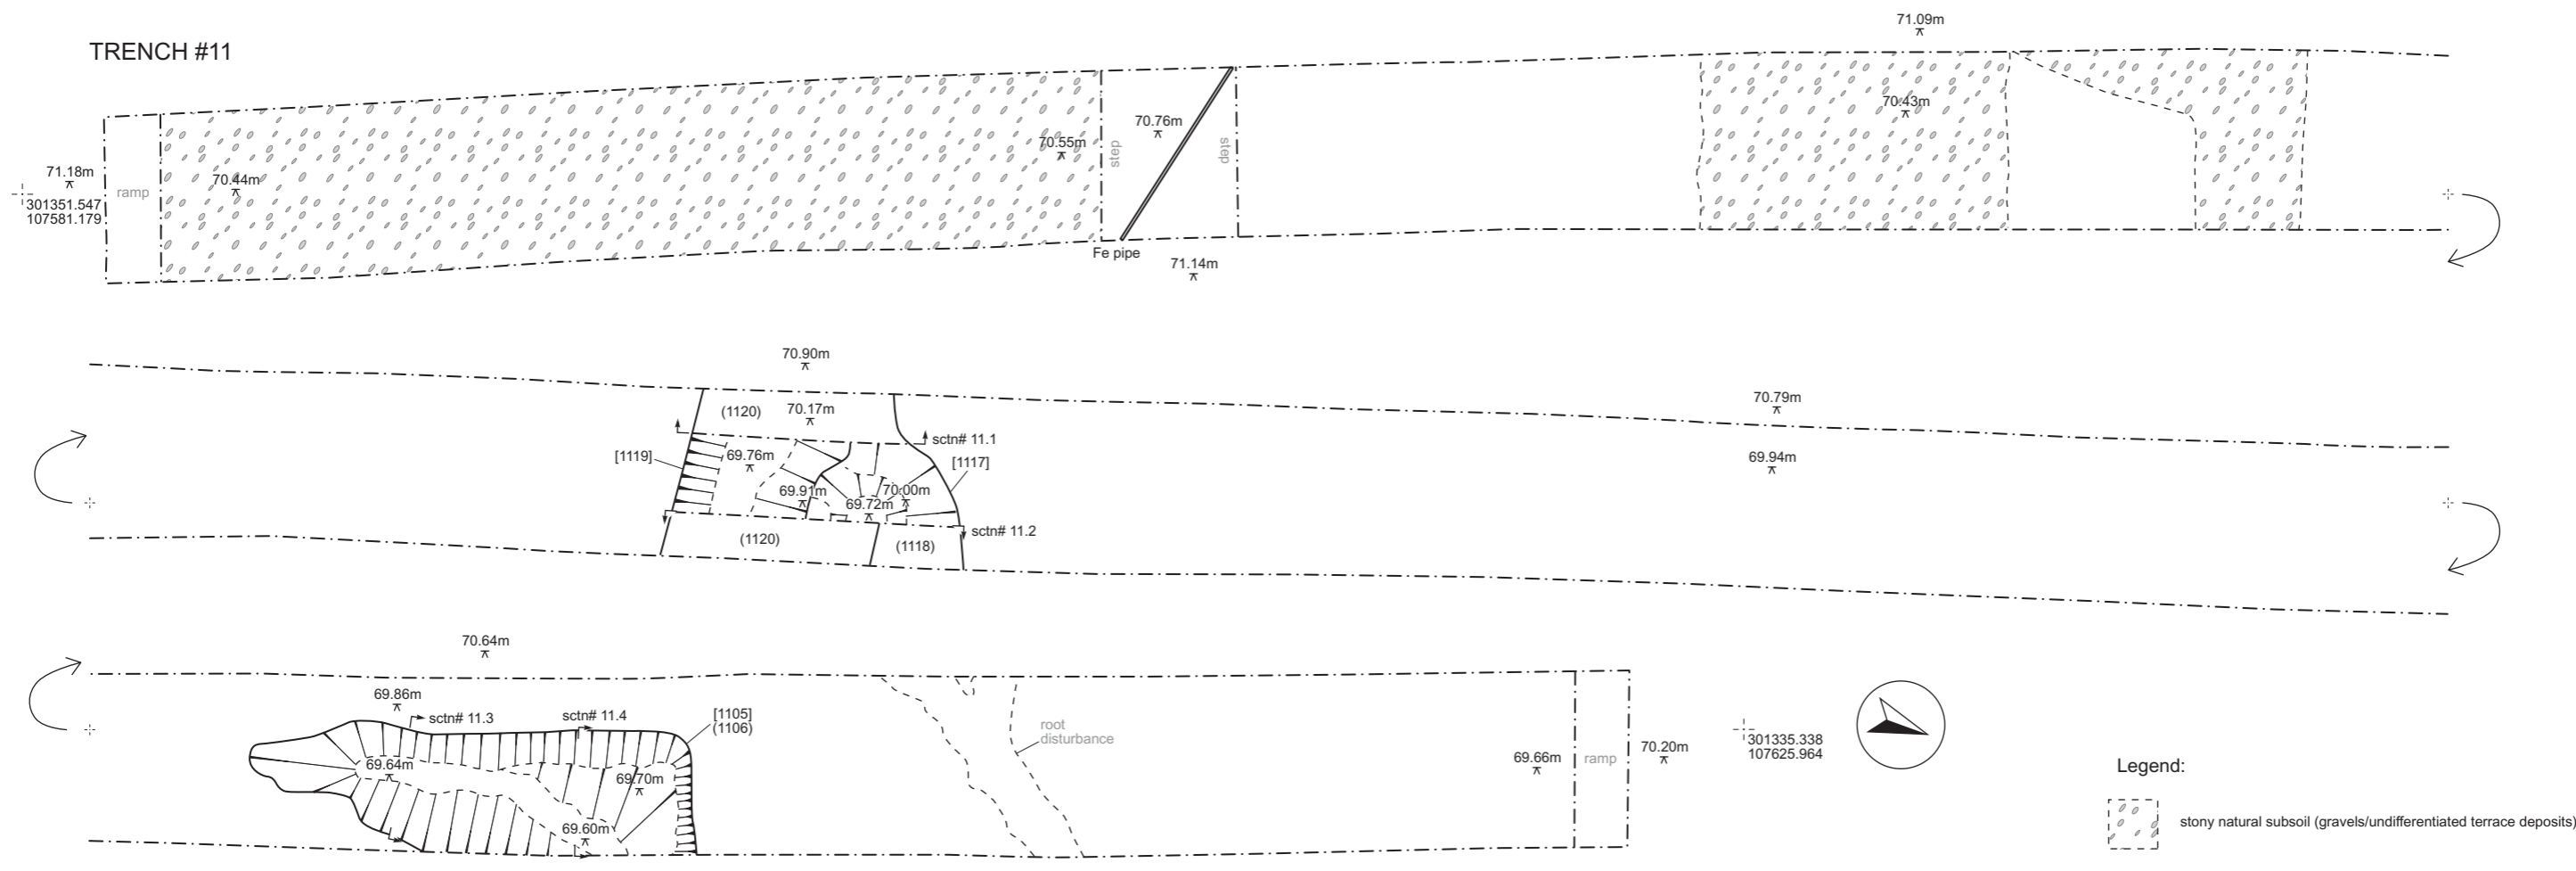 TRENCH #11
71.09m
70.43m
70.76m
70.55m
step
step
71.18m
ramp
70.44m
301351.547
107581.179
Fe pipe
71.14m
70.90m
70.79m
(1120)
70.17m
sctn# 11.1
[1119]
69.76m
[1117]
69.94m
69.91m
70.00m
69.72m
sctn# 11.2
(1120)
(1118)
70.64m
69.86m
sctn# 11.3
sctn# 11.4
[1105]
(1106)
root
disturbance
69.64m
69.70m
69.60m
69.66m
ramp
70.20m
301335.338
107625.964
Legend:
stony natural subsoil (gravels/undifferentiated terrace deposits)